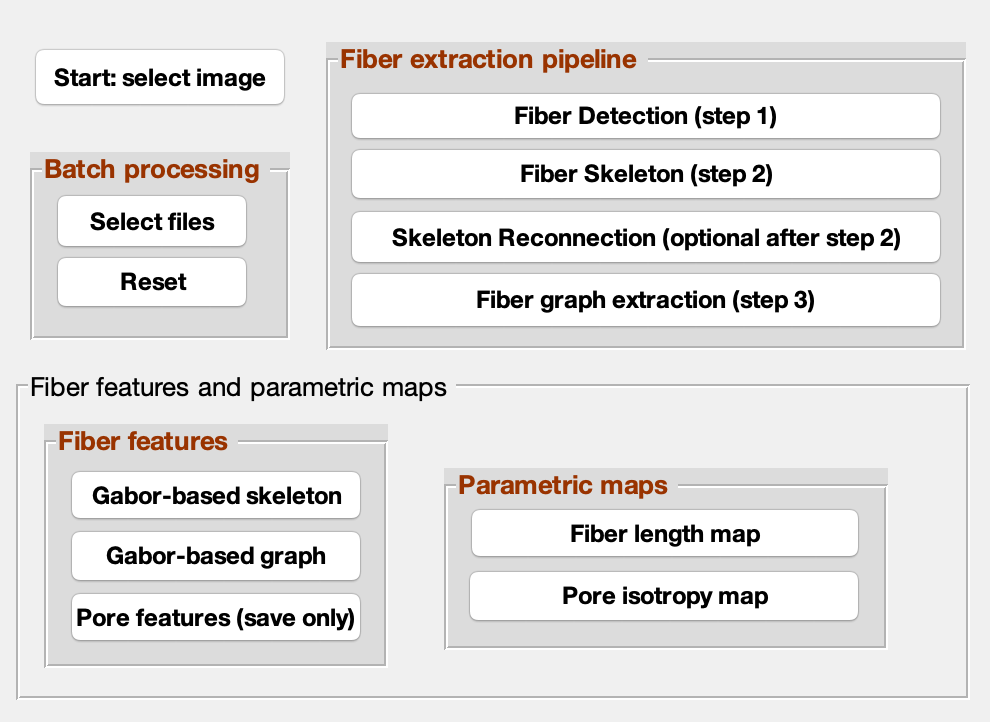 Start: select image
Batch processing
Select files
Reset
Fiber extraction pipeline
Fiber Detection (step 1)
Fiber Skeleton (step 2)
Skeleton Reconnection (optional after step 2)
Fiber graph extraction (step 3)
Fiber features and parametric maps
Fiber features
Gabor-based skeleton
Gabor-based graph
Pore features (save only)
Parametric maps
Fiber length map
Pore isotropy map